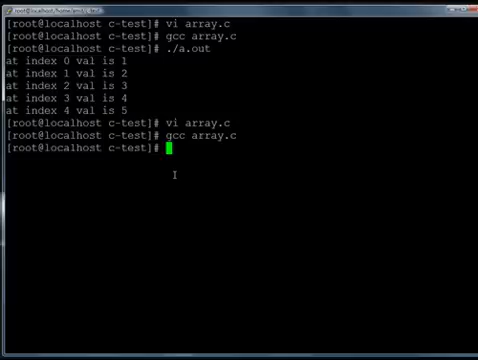 [root@localhost c-test]# vi array.c
[root@localhost c-test]# gcc array.c
[root@localhost c-test]# ./a.out
at index 0 val is 1
at index 1 val is 2
at index 2 val is 3
at index 3 val is 4
at index 4 val is 5
[root@localhost c-test]# vi array.c
[root@localhost c-test]# gcc array.c
[root@localhost c-test]#